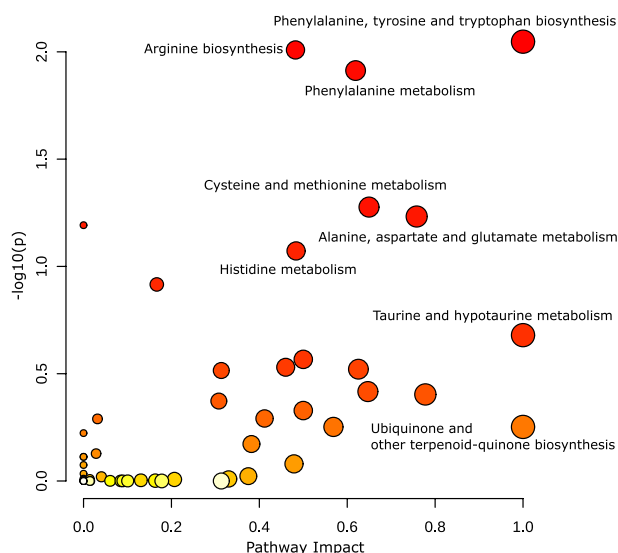 Phenylalanine, tyrosine and tryptophan biosynthesis
Arginine biosynthesis
Phenylalanine metabolism
Cysteine and methionine metabolism
Alanine, aspartate and glutamate metabolism
Histidine metabolism
Taurine and hypotaurine metabolism
Ubiquinone and
other terpenoid-quinone biosynthesis
-log10(p)
2.0
1.5
1.0
0.5
0.0
0.0 0.2 0.4 0.6 0.8 1.0
Pathway Impact